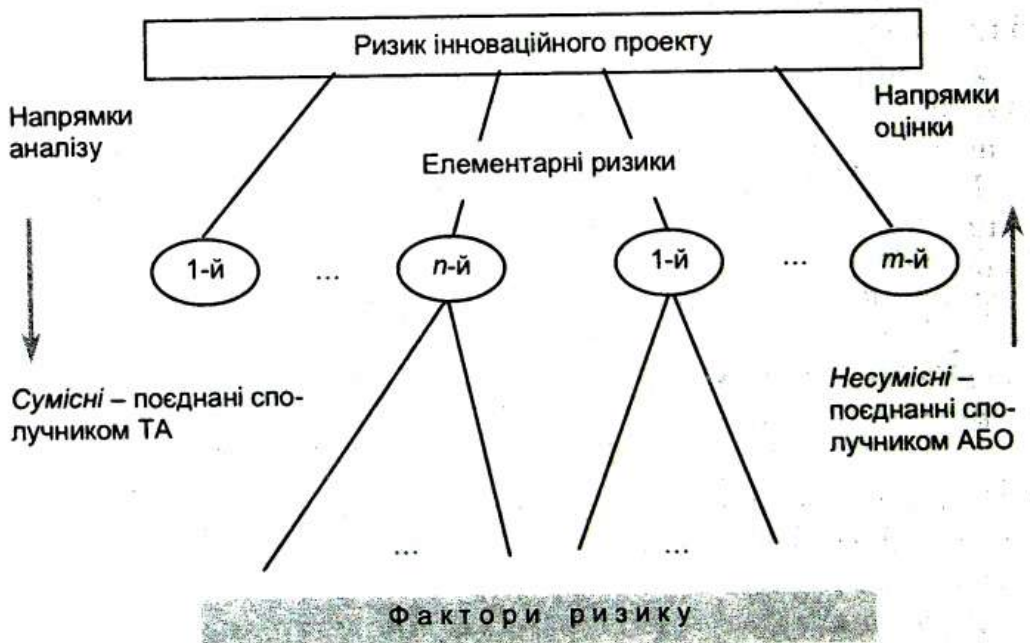 Ризик інноваційного проекту
Напрямки
аналізу
Напрямки
оцінки
Елементарні ризики
1-й
...
n-й
1-й
...
m-й
Сумісні – поєднані спо-
лучником ТА
Несумісні –
поєднанні спо-
лучником АБО
...
...
Фактори ризику